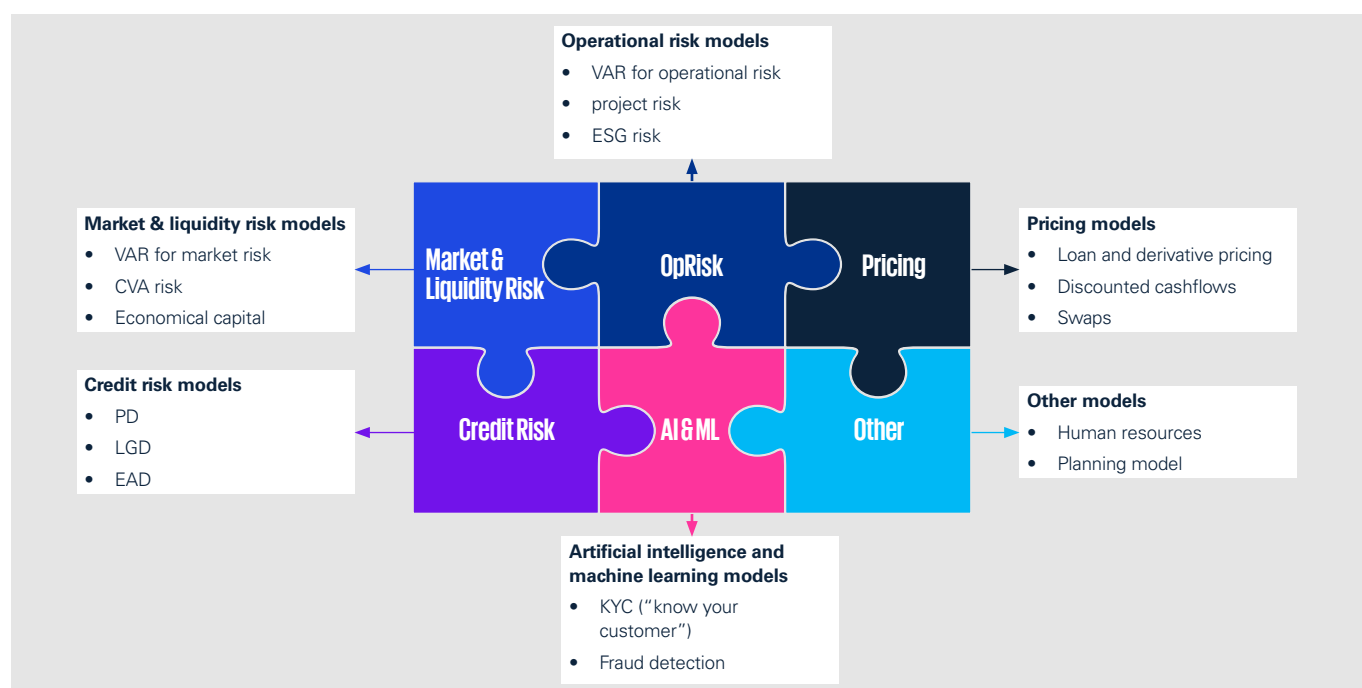 Operational risk models
• VAR for operational risk
• project risk
• ESG risk
Market & liquidity risk models
• VAR for market risk
• CVA risk
• Economical capital
Market &
Liquidity Risk
OpRisk
Pricing
Pricing models
• Loan and derivative pricing
• Discounted cashflows
• Swaps
Credit risk models
• PD
• LGD
• EAD
Credit Risk
AI & ML
Other
Other models
• Human resources
• Planning model
Artificial intelligence and
machine learning models
• KYC (“know your
customer”)
• Fraud detection